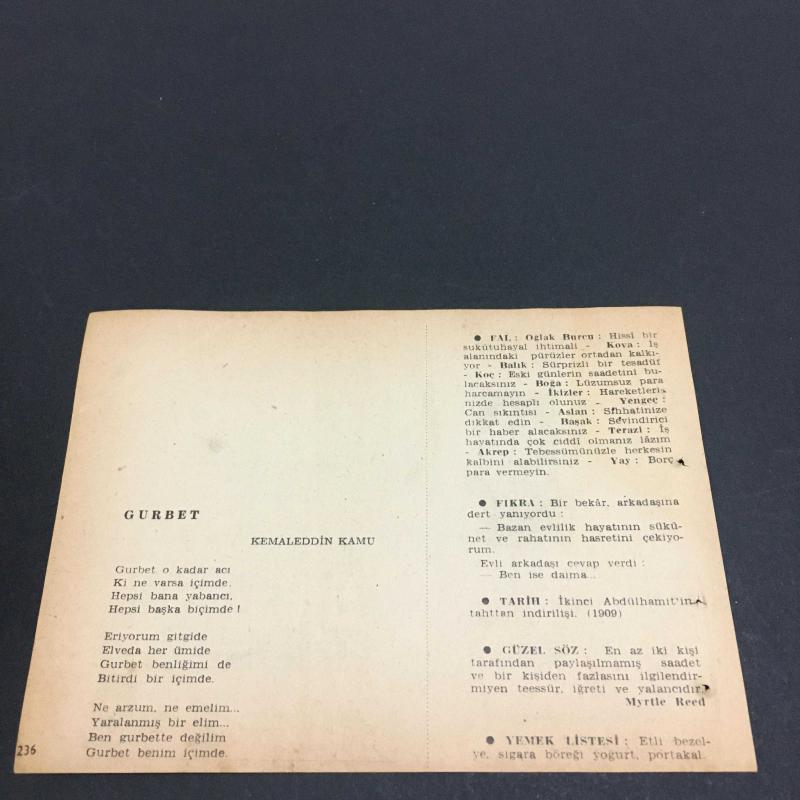 GURBET
KEMALEDDİN KAMU
Gurbet o kadar acı
Ki ne varsa içimde.
Hepsi bana yabancı,
Hepsi başka biçimde !
Eriyorum gitgide
Elveda her ümide
Gurbet benliğimi de
Bitirdi bir içimde.
Ne arzum, ne emelim...
Yaralanmış bir elim...
Ben gurbette değilim
Gurbet benim içimde.
236
● FAL : Oğlak Burcu : Hissî bir
sukûtuhayal ihtimali - Kova : İş
alanındaki pürüzler ortadan kalkı-
yor - Balık : Sürprizli bir tesadüf
- Koç : Eski günlerin saadetini bu-
lacaksınız - Boğa : Lüzumsuz para
harcamayın - İkizler : Hareketleri-
nizde hesaplı olunuz - Yengeç :
Can sıkıntısı - Aslan : Sıhhatinize
dikkat edin - Başak : Sevindirici
bir haber alacaksınız - Terazi : İş
hayatında çok ciddî olmanız lâzım
- Akrep : Tebessümünüzle herkesin
kalbini alabilirsiniz - Yay : Borç
para vermeyin.
● FIKRA : Bir bekâr, arkadaşına
dert yanıyordu :
— Bazan evlilik hayatının sükû-
net ve rahatının hasretini çekiyo-
rum.
Evli arkadaşı cevap verdi :
— Ben ise daima...
● TARİH : İkinci Abdülhamit'in
tahttan indirilişi. (1909)
● GÜZEL SÖZ : En az iki kişi
tarafından paylaşılmamış saadet
ve bir kişiden fazlasını ilgilendir-
miyen teessür, iğreti ve yalancıdır.
Myrtle Reed
● YEMEK LİSTESİ : Etli bezel-
ye, sigara böreği yoğurt, portakal.